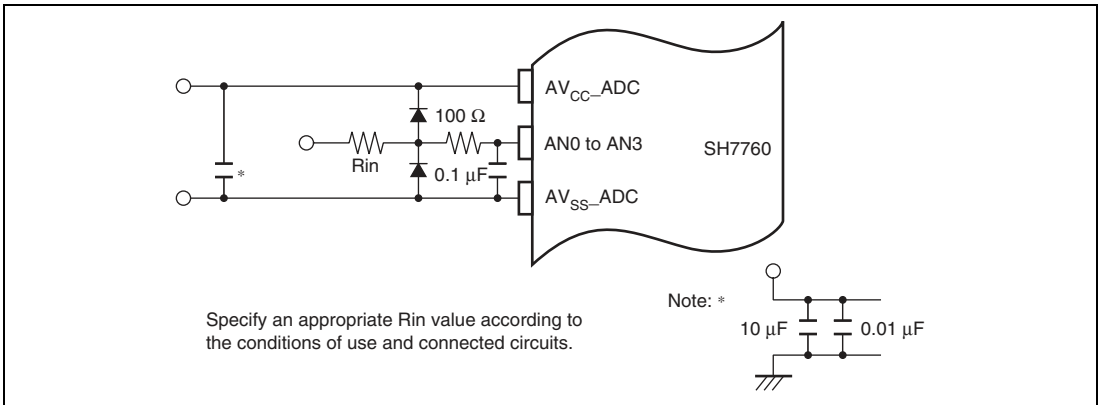 AVCC_ADC
100 Ω
AN0 to AN3
SH7760
Rin
0.1 μF
*
AVSS_ADC
Note: *
10 μF
0.01 μF
Specify an appropriate Rin value according to
the conditions of use and connected circuits.